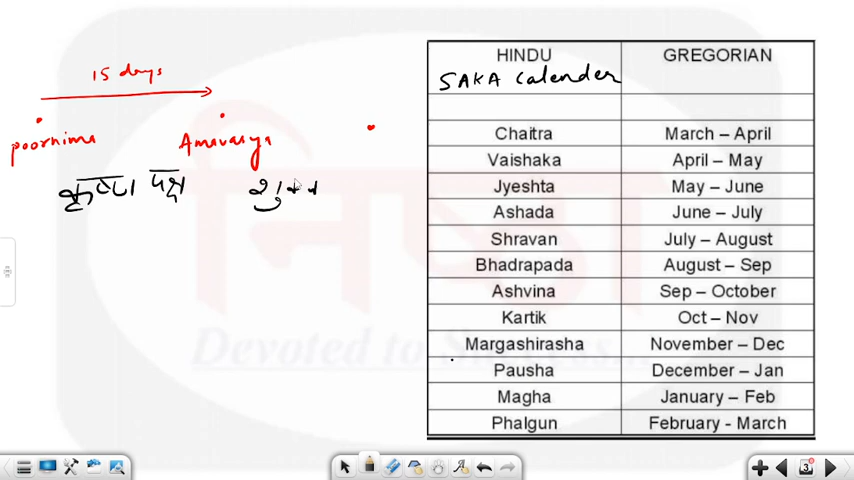 15 days
poornima
Amavasya
कृष्ण पक्ष
शुक्ल
HINDU GREGORIAN
SAKA Calender
Chaitra March – April
Vaishaka April – May
Jyeshta May – June
Ashada June – July
Shravan July – August
Bhadrapada August – Sep
Ashvina Sep – October
Kartik Oct – Nov
Margashirasha November – Dec
Pausha December – Jan
Magha January – Feb
Phalgun February - March
निष्ठा
Devoted to Success...
3